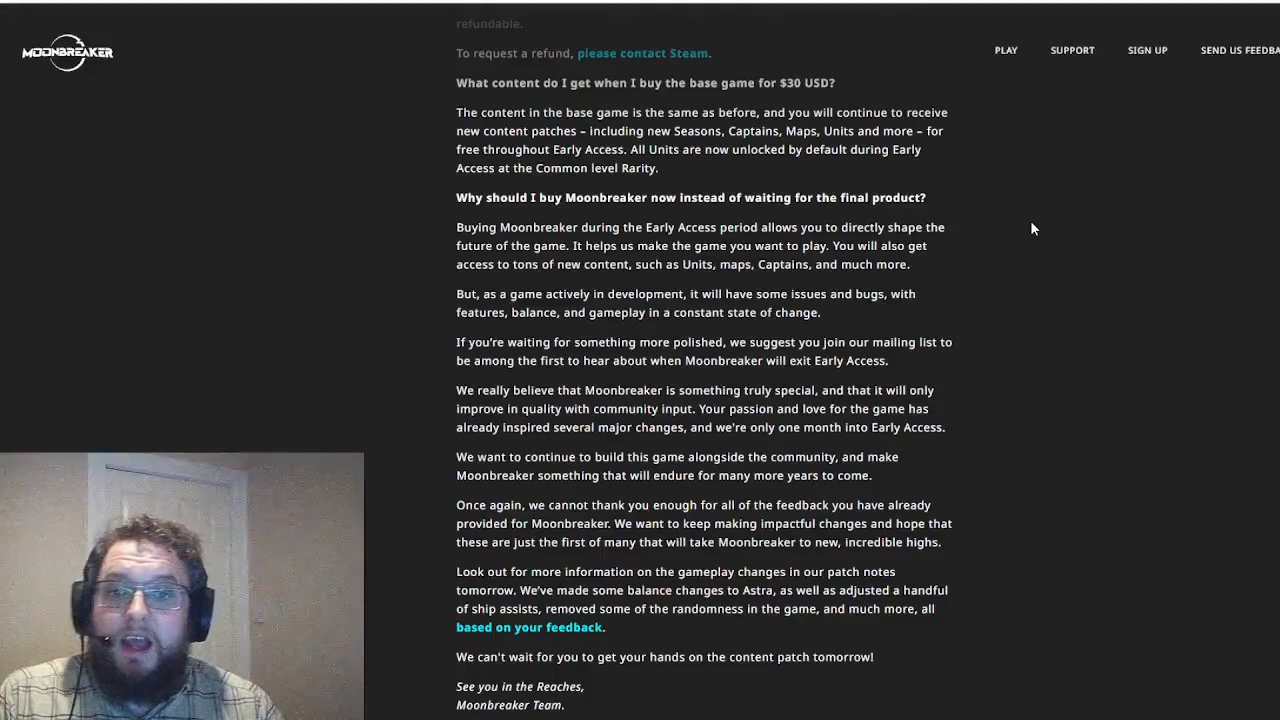 refundable.
MOONBREAKER
PLAY
SUPPORT
SIGN UP
SEND US FEEDBA
To request a refund, please contact Steam.
What content do I get when I buy the base game for $30 USD?
The content in the base game is the same as before, and you will continue to receive
new content patches – including new Seasons, Captains, Maps, Units and more – for
free throughout Early Access. All Units are now unlocked by default during Early
Access at the Common level Rarity.
Why should I buy Moonbreaker now instead of waiting for the final product?
Buying Moonbreaker during the Early Access period allows you to directly shape the
future of the game. It helps us make the game you want to play. You will also get
access to tons of new content, such as Units, maps, Captains, and much more.
But, as a game actively in development, it will have some issues and bugs, with
features, balance, and gameplay in a constant state of change.
If you're waiting for something more polished, we suggest you join our mailing list to
be among the first to hear about when Moonbreaker will exit Early Access.
We really believe that Moonbreaker is something truly special, and that it will only
improve in quality with community input. Your passion and love for the game has
already inspired several major changes, and we're only one month into Early Access.
We want to continue to build this game alongside the community, and make
Moonbreaker something that will endure for many more years to come.
Once again, we cannot thank you enough for all of the feedback you have already
provided for Moonbreaker. We want to keep making impactful changes and hope that
these are just the first of many that will take Moonbreaker to new, incredible highs.
Look out for more information on the gameplay changes in our patch notes
tomorrow. We've made some balance changes to Astra, as well as adjusted a handful
of ship assists, removed some of the randomness in the game, and much more, all
based on your feedback.
We can't wait for you to get your hands on the content patch tomorrow!
See you in the Reaches,
Moonbreaker Team.